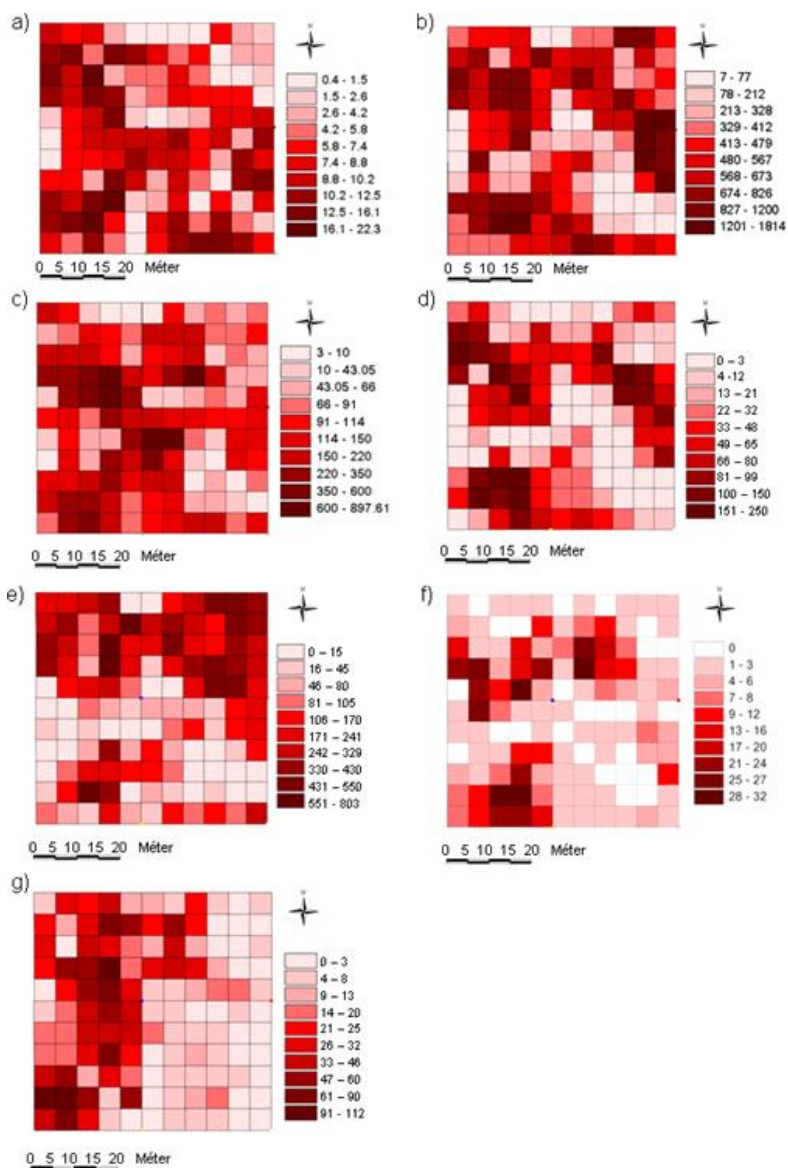 a)
0.4 - 1.5
1.5 - 2.6
2.6 - 4.2
4.2 - 5.8
5.8 - 7.4
7.4 - 8.8
8.8 - 10.2
10.2 - 12.5
12.5 - 16.1
16.1 - 22.3
0 5 10 15 20 Méter
b)
7 - 77
78 - 212
213 - 328
329 - 412
413 - 479
480 - 567
568 - 673
674 - 826
827 - 1200
1201 - 1814
0 5 10 15 20 Méter
c)
3 - 10
10 - 43.05
43.05 - 66
66 - 91
91 - 114
114 - 150
150 - 220
220 - 350
350 - 600
600 - 897.61
0 5 10 15 20 Méter
d)
0 – 3
4 -12
13 – 21
22 – 32
33 – 48
49 – 65
66 – 80
81 – 99
100 – 150
151 - 250
0 5 10 15 20 Méter
e)
0 – 15
16 – 45
46 – 80
81 – 105
106 – 170
171 – 241
242 – 329
330 – 430
431 – 550
551 - 803
0 5 10 15 20 Méter
f)
0
1 - 3
4 - 6
7 - 8
9 - 12
13 - 16
17 - 20
21 - 24
25 - 27
28 - 32
0 5 10 15 20 Méter
g)
0 – 3
4 – 8
9 – 13
14 – 20
21 – 25
26 – 32
33 – 46
47 – 60
61 – 90
91 - 112
0 5 10 15 20 Méter